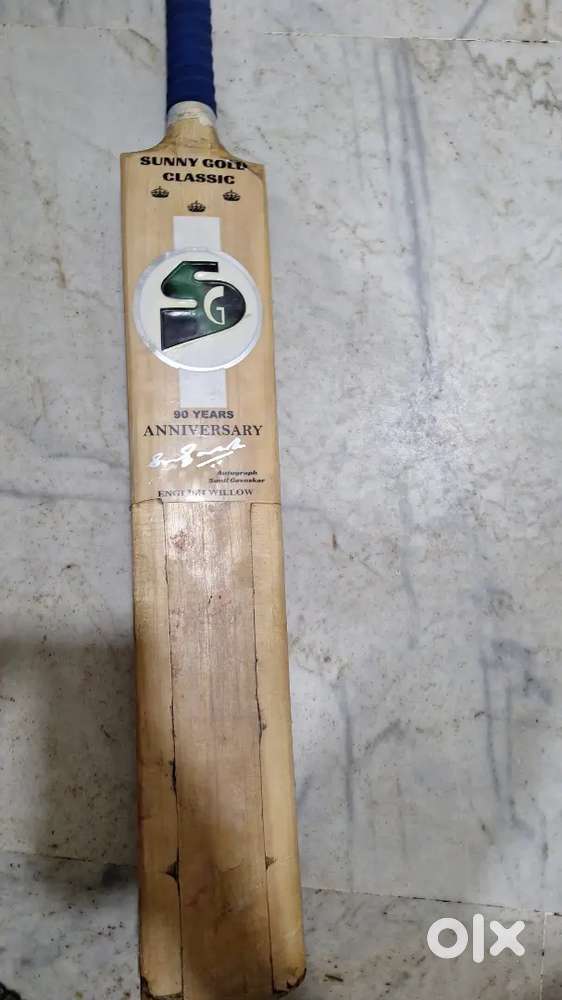 SUNNY GOLD
CLASSIC
SG
90 YEARS
ANNIVERSARY
Autograph
Sunil Gavaskar
ENGLISH WILLOW
olx